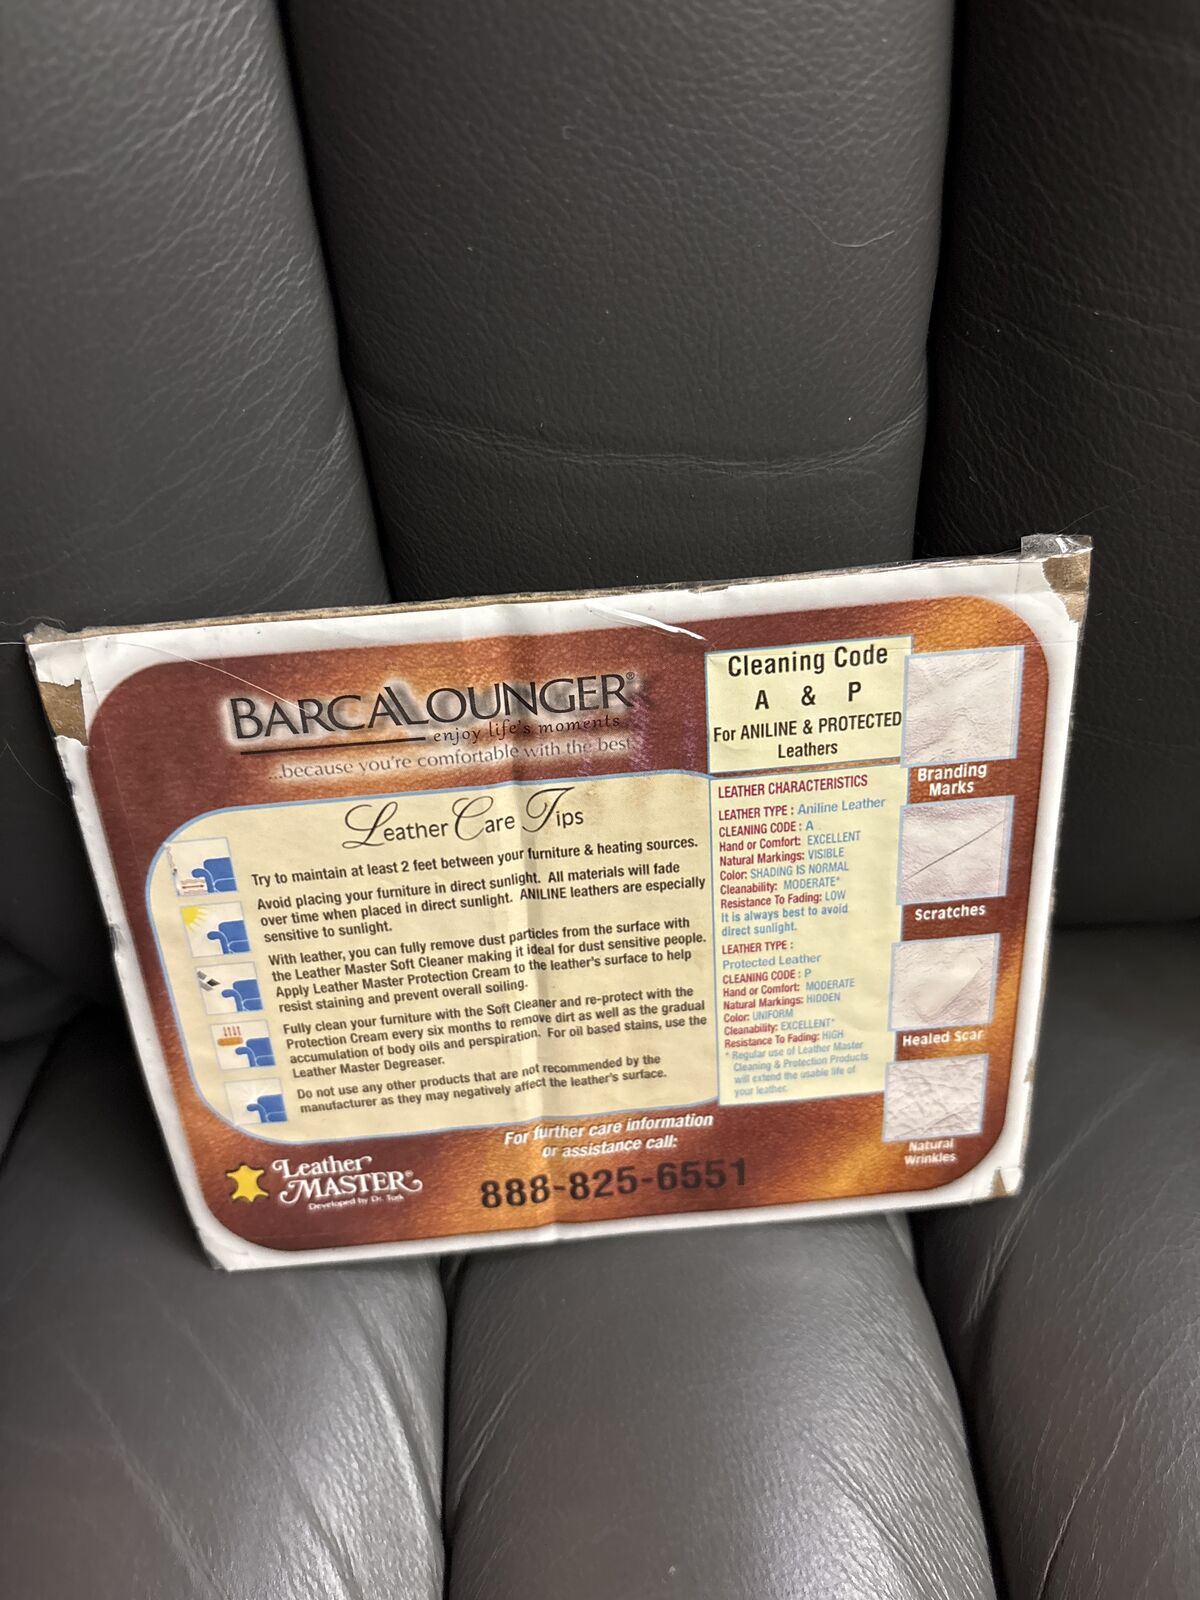 BARCALOUNGER®
enjoy life's moments
...because you're comfortable with the best.
Leather Care Tips
Try to maintain at least 2 feet between your furniture & heating sources.
Avoid placing your furniture in direct sunlight. All materials will fade
over time when placed in direct sunlight. ANILINE leathers are especially
sensitive to sunlight.
With leather, you can fully remove dust particles from the surface with
the Leather Master Soft Cleaner making it ideal for dust sensitive people.
Apply Leather Master Protection Cream to the leather's surface to help
resist staining and prevent overall soiling.
Fully clean your furniture with the Soft Cleaner and re-protect with the
Protection Cream every six months to remove dirt as well as the gradual
accumulation of body oils and perspiration. For oil based stains, use the
Leather Master Degreaser.
Do not use any other products that are not recommended by the
manufacturer as they may negatively affect the leather's surface.
Leather
MASTER®
Developed by Dr. Tork
For further care information
or assistance call:
888-825-6551
Cleaning Code
A & P
For ANILINE & PROTECTED
Leathers
LEATHER CHARACTERISTICS
LEATHER TYPE : Aniline Leather
CLEANING CODE : A
Hand or Comfort: EXCELLENT
Natural Markings: VISIBLE
Color: SHADING IS NORMAL
Cleanability: MODERATE*
Resistance To Fading: LOW
It is always best to avoid
direct sunlight.
LEATHER TYPE :
Protected Leather
CLEANING CODE : P
Hand or Comfort: MODERATE
Natural Markings: HIDDEN
Color: UNIFORM
Cleanability: EXCELLENT*
Resistance To Fading: HIGH
* Regular use of Leather Master
Cleaning & Protection Products
will extend the usable life of
your leather.
Branding
Marks
Scratches
Healed Scar
Natural
Wrinkles